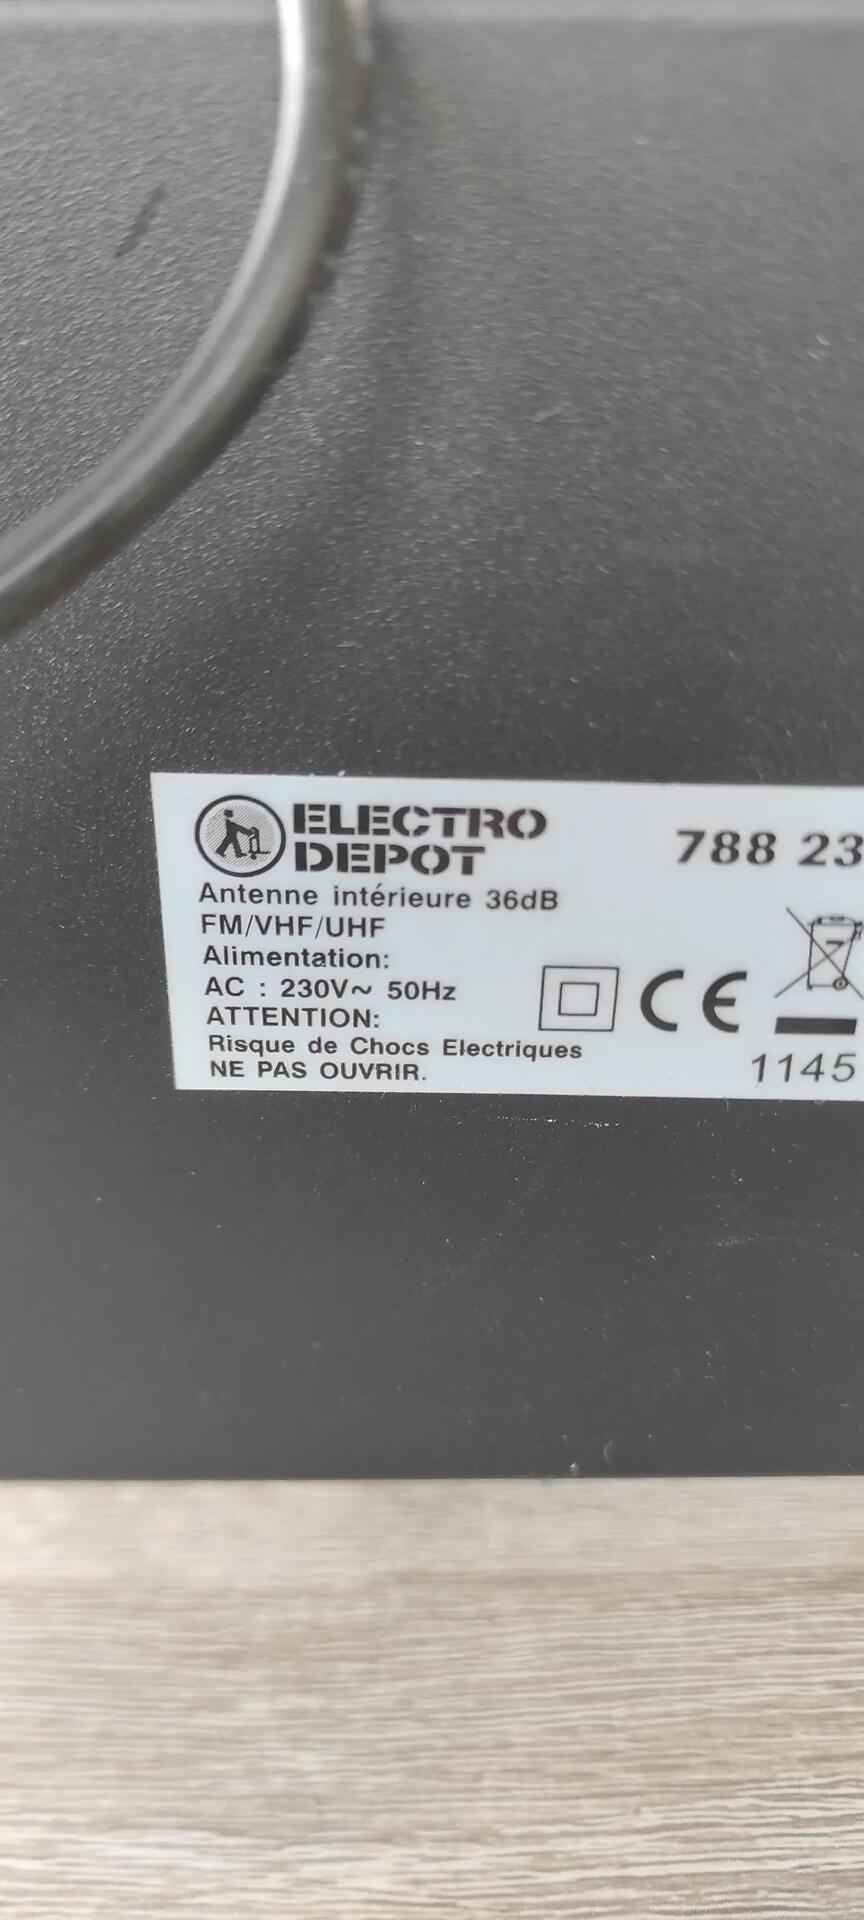 ELECTRO
DEPOT
788 23
Antenne intérieure 36dB
FM/VHF/UHF
Alimentation:
AC : 230V~ 50Hz
CE
ATTENTION:
Risque de Chocs Electriques
NE PAS OUVRIR.
1145